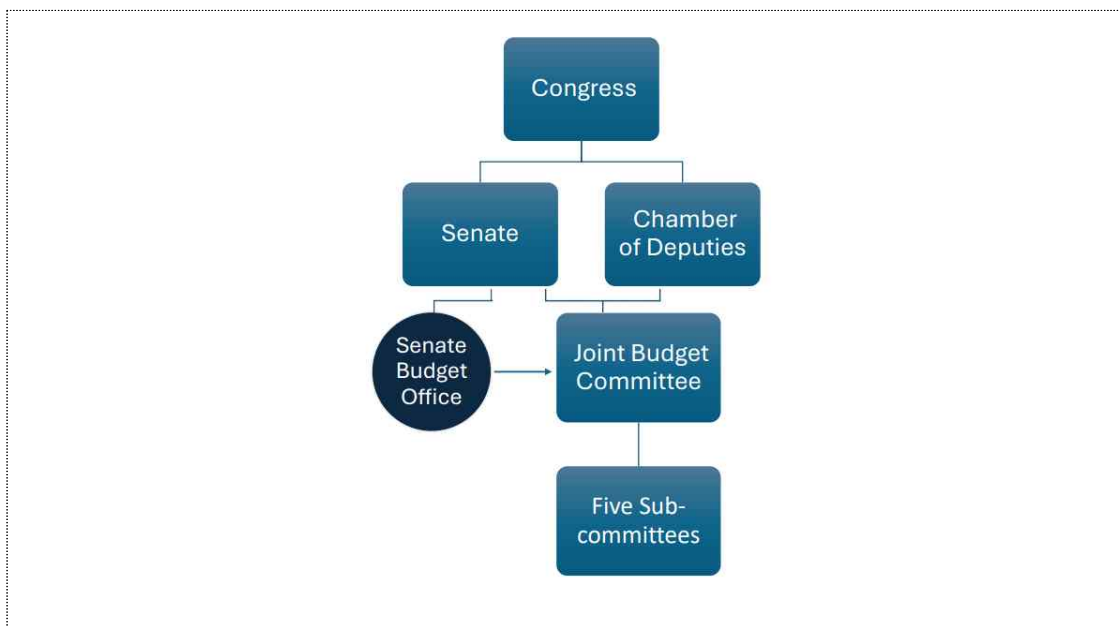 Congress
Senate
Chamber
of Deputies
Senate
Budget
Office
Joint Budget
Committee
Five Sub-
committees